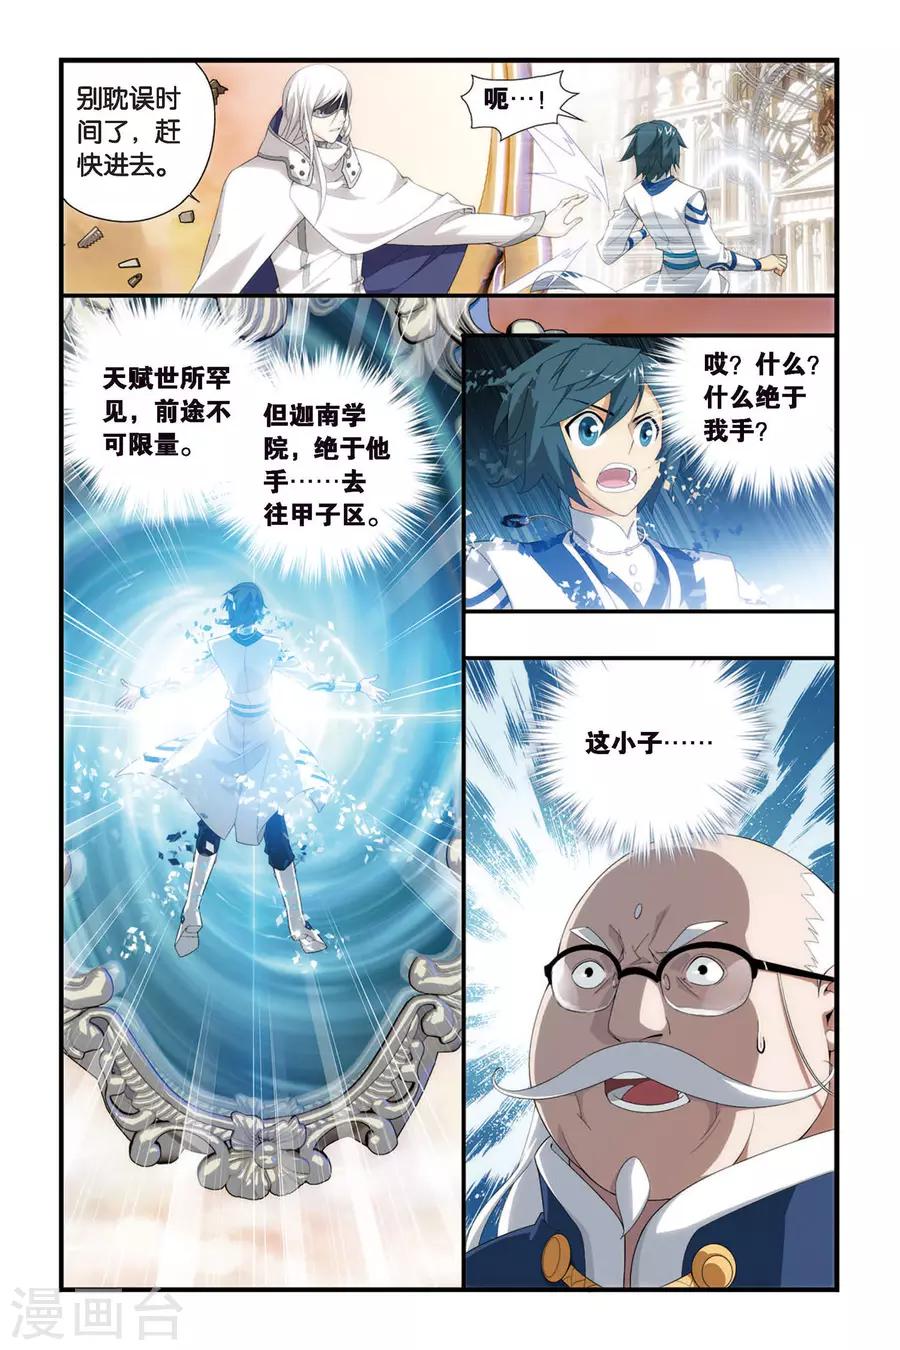 别耽误时
间了，赶
快进去。
呃…！
天赋世所罕
见，前途不
可限量。
但迦南学
院，绝于他
手……去
往甲子区。
哎？什么？
什么绝于
我手？
这小子……
漫画台